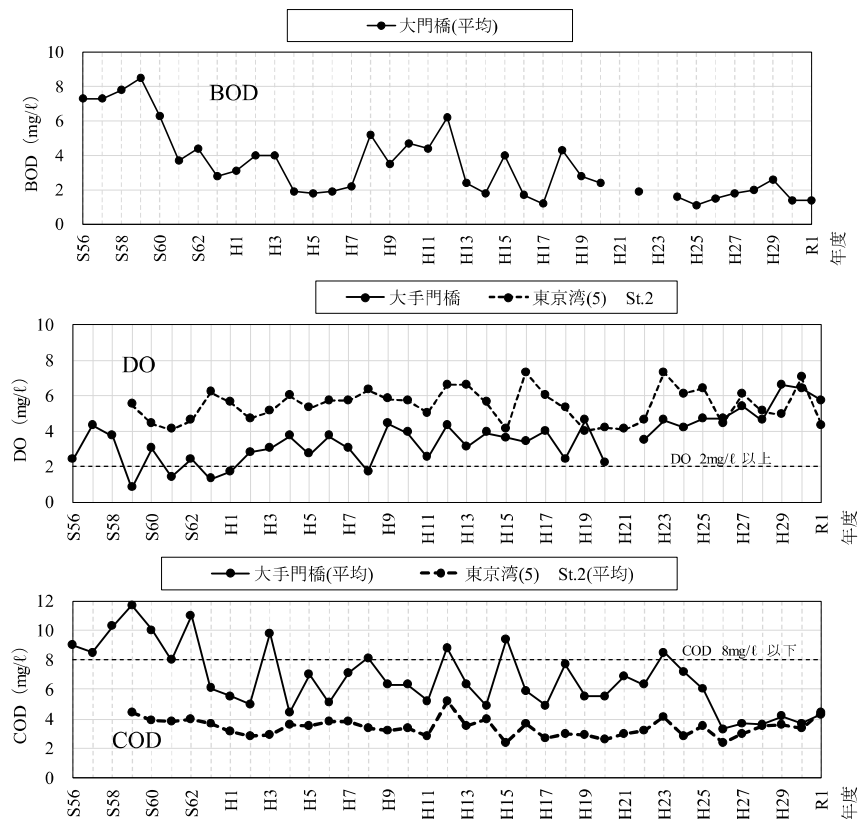 大門橋(平均)
10
8
6
4
2
0
BOD（mg/ℓ）
BOD
S56
S58
S60
S62
H1
H3
H5
H7
H9
H11
H13
H15
H17
H19
H21
H23
H25
H27
H29
R1
年度
大手門橋 東京湾(5) St.2
10
8
6
4
2
0
DO（mg/ℓ）
DO
DO 2mg/ℓ 以上
S56
S58
S60
S62
H1
H3
H5
H7
H9
H11
H13
H15
H17
H19
H21
H23
H25
H27
H29
R1
年度
大手門橋(平均) 東京湾(5) St.2(平均)
12
10
8
6
4
2
0
COD（mg/ℓ）
COD 8mg/ℓ 以下
COD
S56
S58
S60
S62
H1
H3
H5
H7
H9
H11
H13
H15
H17
H19
H21
H23
H25
H27
H29
R1
年度